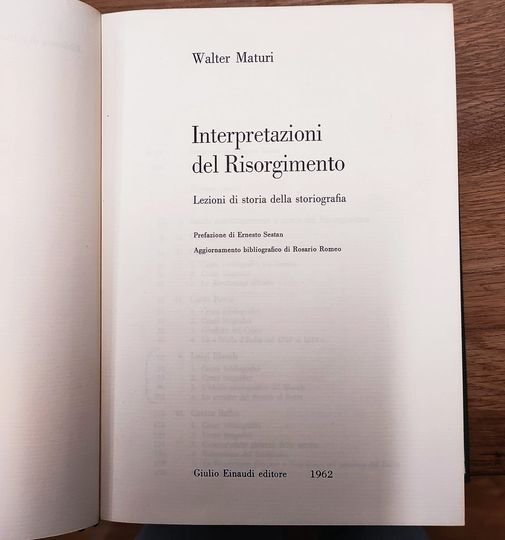 Walter Maturi
Interpretazioni
del Risorgimento
Lezioni di storia della storiografia
Prefazione di Ernesto Sestan
Aggiornamento bibliografico di Rosario Romeo
Giulio Einaudi editore 1962